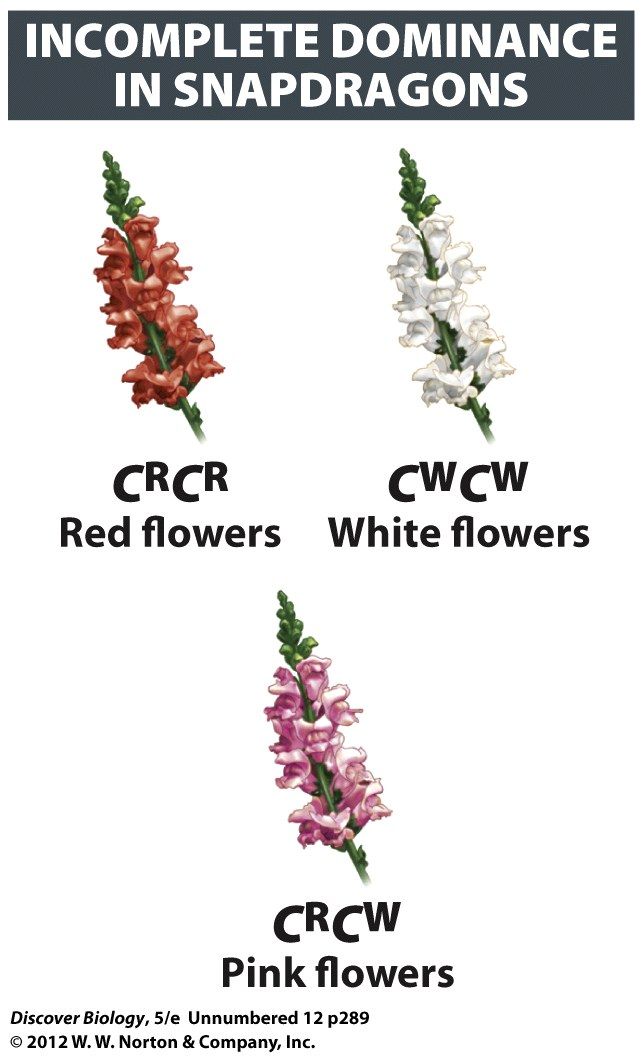 INCOMPLETE DOMINANCE
IN SNAPDRAGONS
CRCR
CWCW
Red flowers
White flowers
CRCW
Pink flowers
Discover Biology, 5/e Unnumbered 12 p289
© 2012 W. W. Norton & Company, Inc.